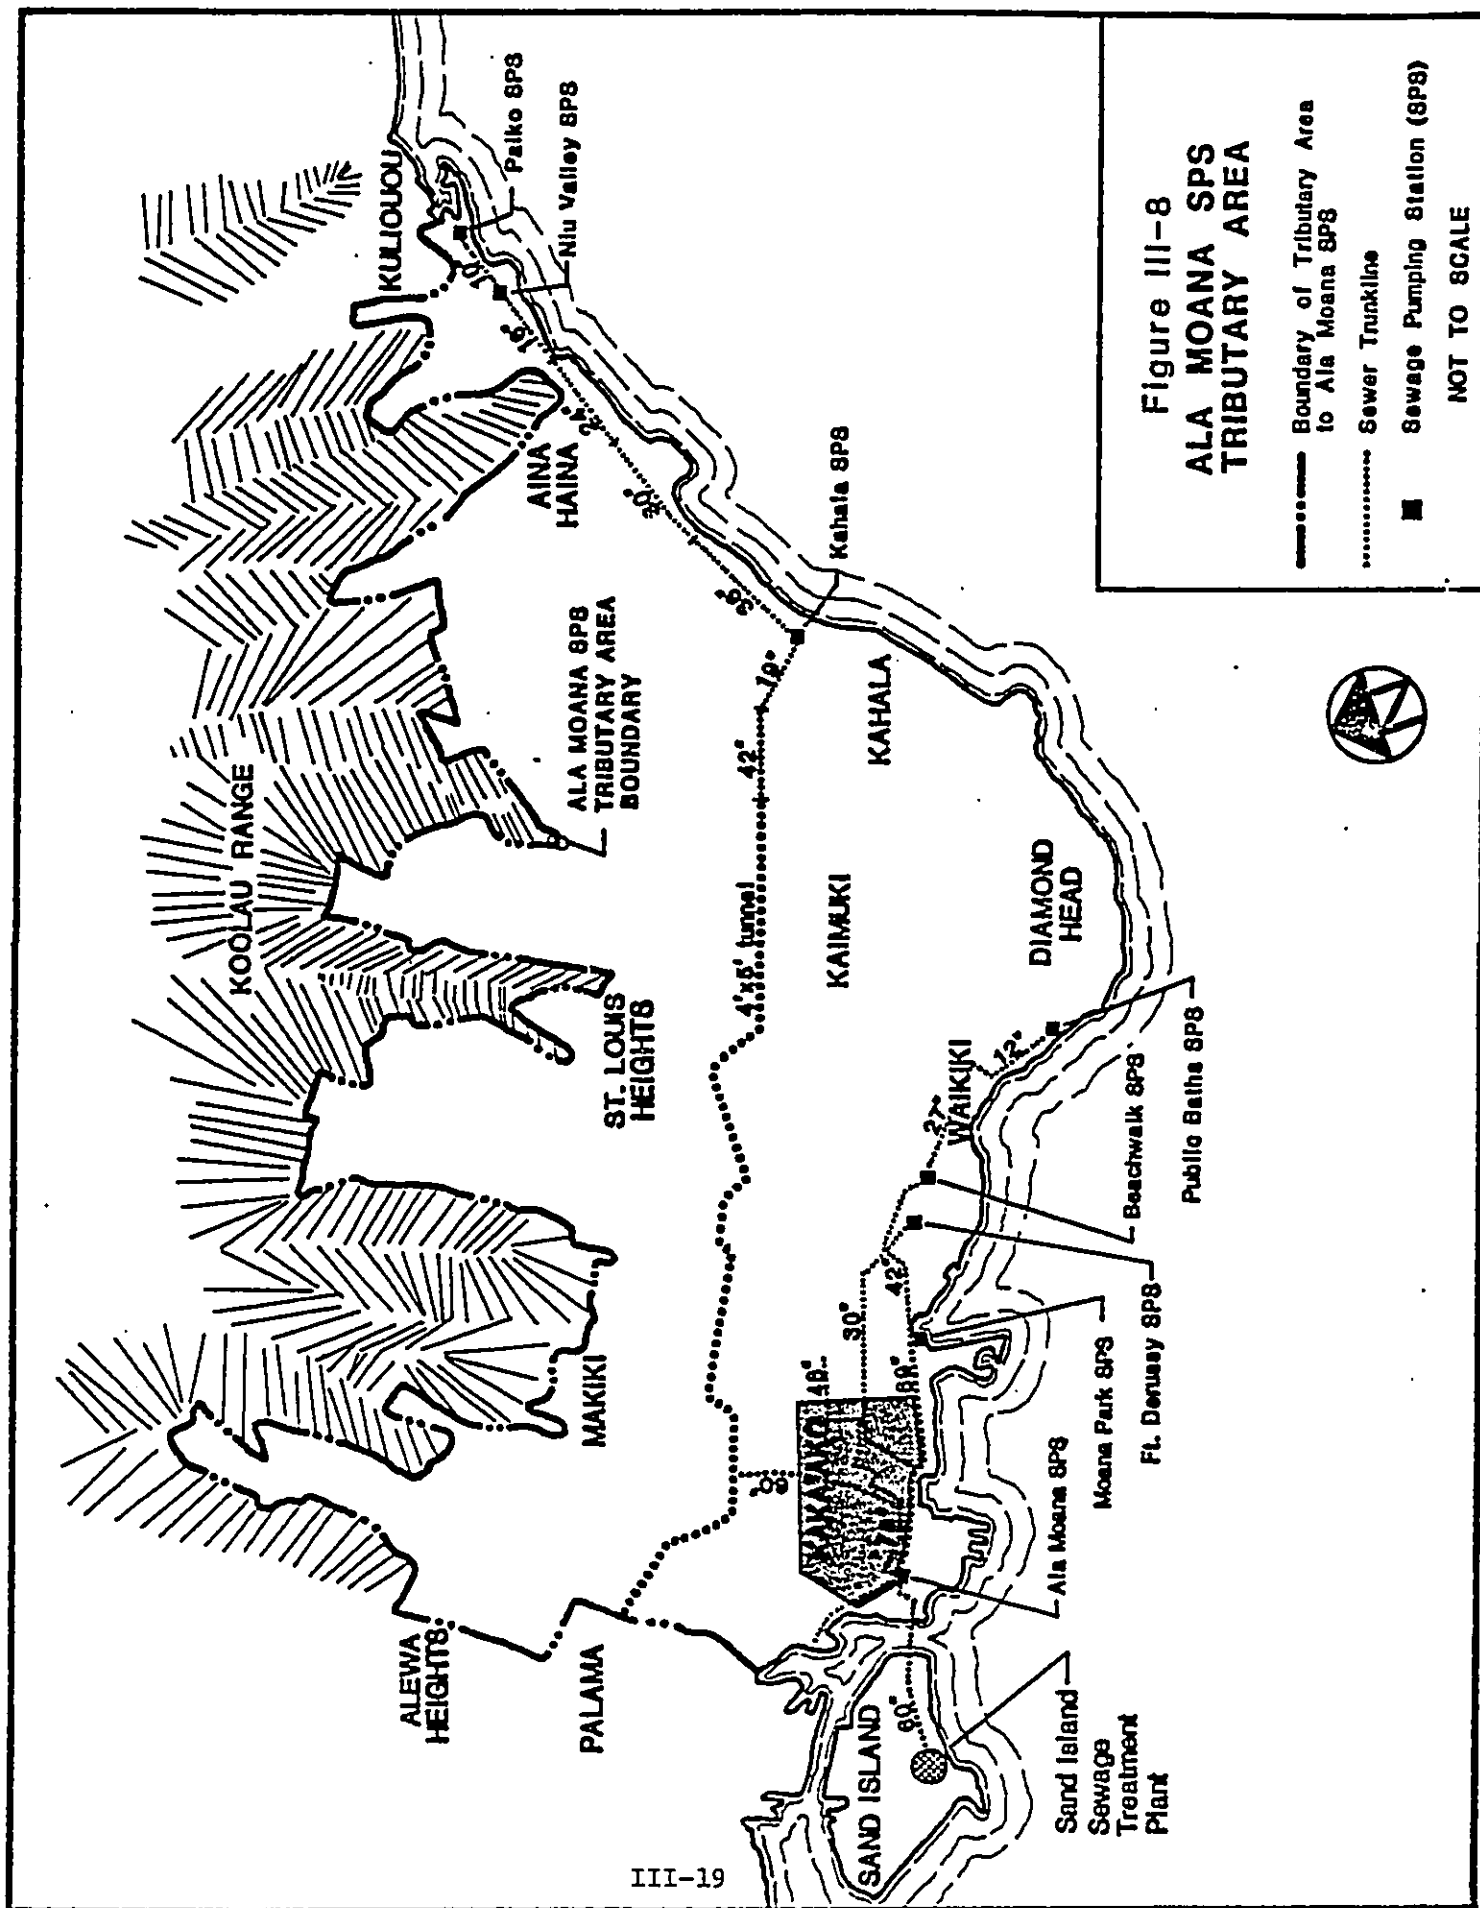 Figure III-8
ALA MOANA SPS
TRIBUTARY AREA
Boundary of Tributary Area
to Ala Moana SPS
Sewer Trunkline
Sewage Pumping Station (SPS)
NOT TO SCALE
KULIOUOU
Paiko SPS
Niu Valley SPS
16"
24"
AINA
HAINA
30"
36"
Kahala SPS
19"
42"
KAHALA
KOOLAU RANGE
ALA MOANA SPS
TRIBUTARY AREA
BOUNDARY
4'x5' tunnel
KAIMUKI
DIAMOND
HEAD
ST. LOUIS
HEIGHTS
12"
WAIKIKI
27"
Beachwalk SPS
Public Baths SPS
MAKIKI
30"
42"
48"
69"
60"
KAKAAKO
Ala Moana SPS
Moana Park SPS
Ft. Derussy SPS
ALEWA
HEIGHTS
PALAMA
SAND ISLAND
60"
Sand Island
Sewage
Treatment
Plant
III-19